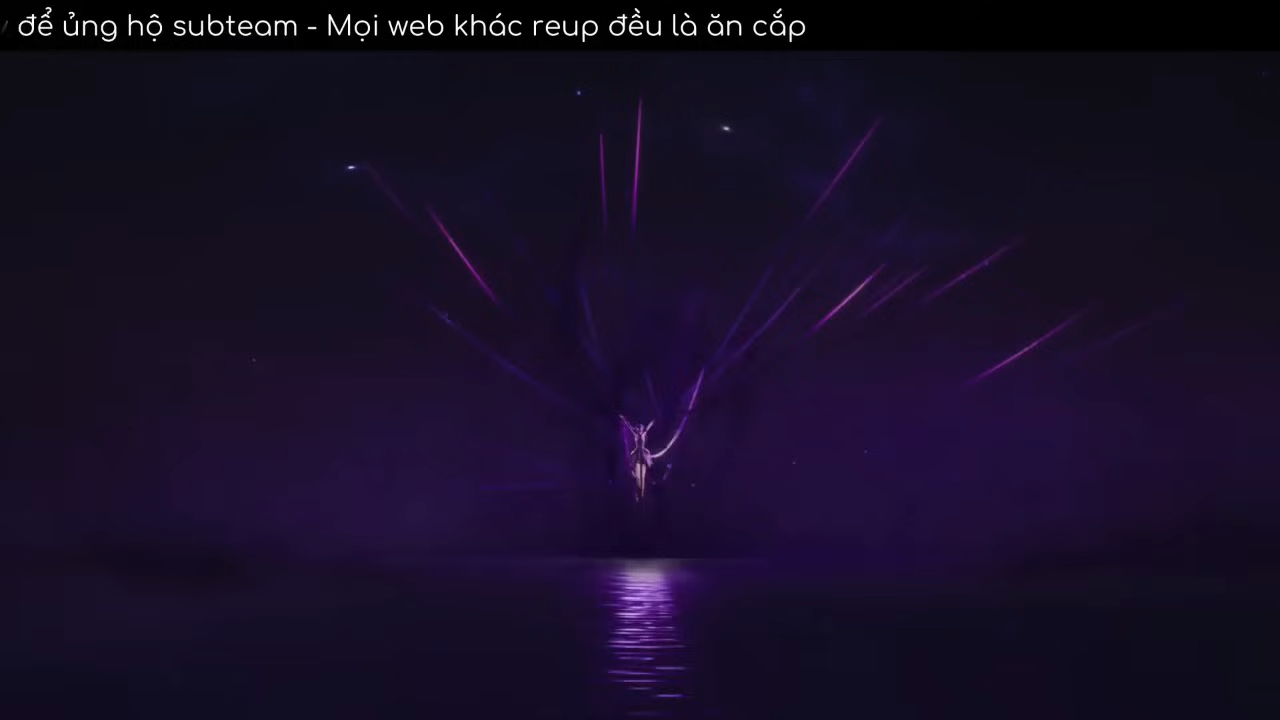 để ủng hộ subteam - Mọi web khác reup đều là ăn cắp